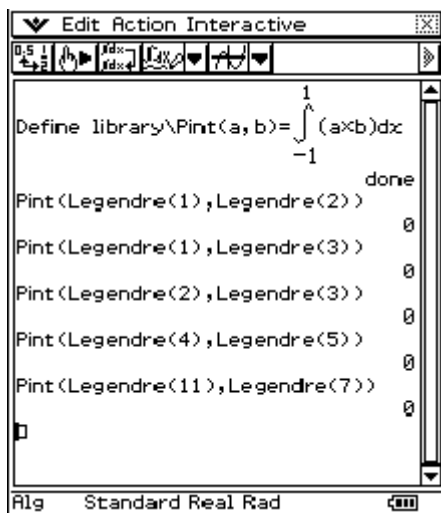 Edit Action Interactive
1
Define library\Pint(a,b)=∫(a×b)dx
-1
done
Pint(Legendre(1),Legendre(2))
0
Pint(Legendre(1),Legendre(3))
0
Pint(Legendre(2),Legendre(3))
0
Pint(Legendre(4),Legendre(5))
0
Pint(Legendre(11),Legendre(7))
0
Alg Standard Real Rad